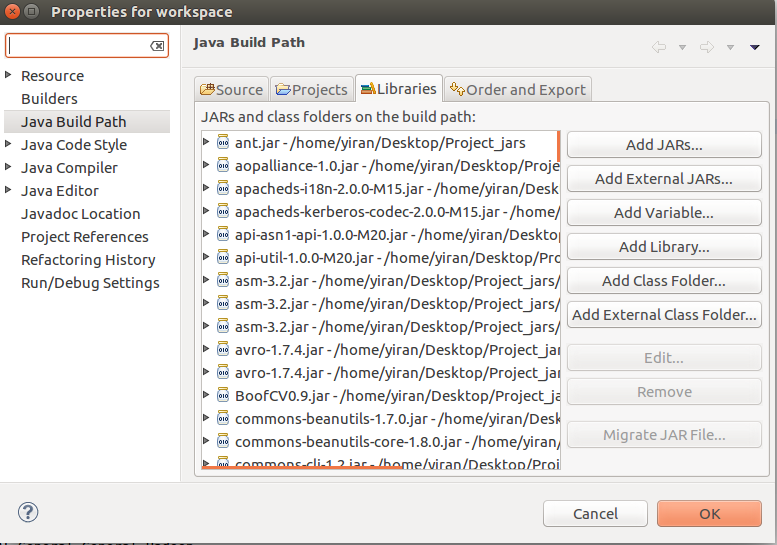 Properties for workspace
Java Build Path
Resource
Builders
Java Build Path
Java Code Style
Java Compiler
Java Editor
Javadoc Location
Project References
Refactoring History
Run/Debug Settings
Source Projects Libraries Order and Export
JARs and class folders on the build path:
ant.jar - /home/yiran/Desktop/Project_jars
aopalliance-1.0.jar - /home/yiran/Desktop/Proje
apacheds-i18n-2.0.0-M15.jar - /home/yiran/Desk
apacheds-kerberos-codec-2.0.0-M15.jar - /home/
api-asn1-api-1.0.0-M20.jar - /home/yiran/Deskto
api-util-1.0.0-M20.jar - /home/yiran/Desktop/Pro
asm-3.2.jar - /home/yiran/Desktop/Project_jars/
asm-3.2.jar - /home/yiran/Desktop/Project_jars/
asm-3.2.jar - /home/yiran/Desktop/Project_jars/
avro-1.7.4.jar - /home/yiran/Desktop/Project_jar
avro-1.7.4.jar - /home/yiran/Desktop/Project_jar
BoofCV0.9.jar - /home/yiran/Desktop/Project_ja
commons-beanutils-1.7.0.jar - /home/yiran/Desk
commons-beanutils-core-1.8.0.jar - /home/yiran/
commons-cli-1.2.jar - /home/yiran/Desktop/Proj
Add JARs...
Add External JARs...
Add Variable...
Add Library...
Add Class Folder...
Add External Class Folder...
Edit...
Remove
Migrate JAR File...
?
Cancel
OK